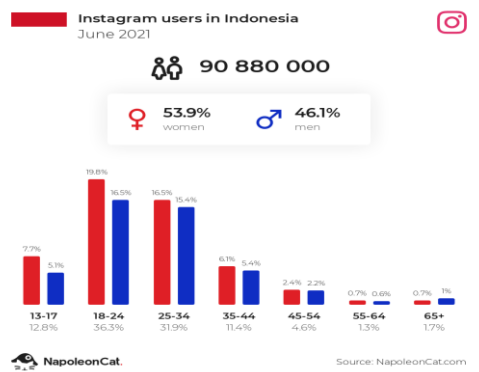 Instagram users in Indonesia
June 2021
90 880 000
53.9% 46.1%
women men
19.8%
16.5% 16.5%
15.4%
7.7%
5.1%
6.1%
5.4%
2.4% 2.2%
0.7% 0.6% 0.7% 1%
13-17 18-24 25-34 35-44 45-54 55-64 65+
12.8% 36.3% 31.9% 11.4% 4.6% 1.3% 1.7%
NapoleonCat. Source: NapoleonCat.com